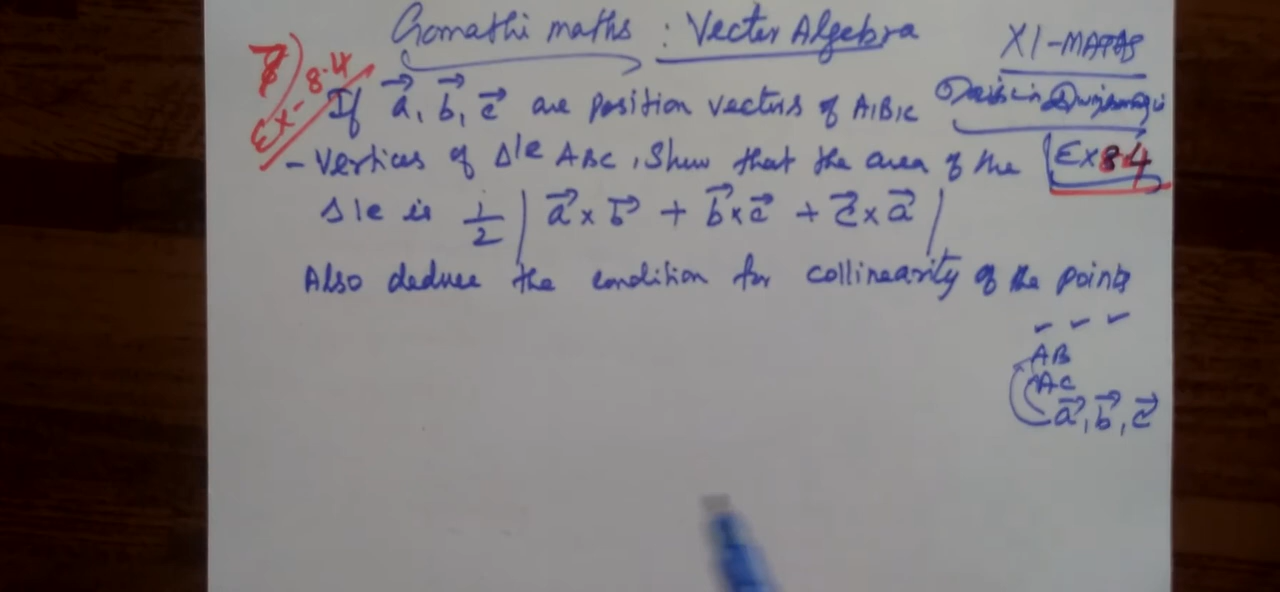 Gomathi maths : Vector Algebra
XI-MATHS
7) Ex-8.4
If a⃗, b⃗, c⃗ are position vectors of A,B,C
- Vertices of Δle ABC, Show that the area of the
Ex 8.4
Δle is 1/2 | a⃗ × b⃗ + b⃗ × c⃗ + c⃗ × a⃗ |
Also deduce the condition for collinearity of the points
✓ ✓ ✓
AB
AC
a⃗, b⃗, c⃗